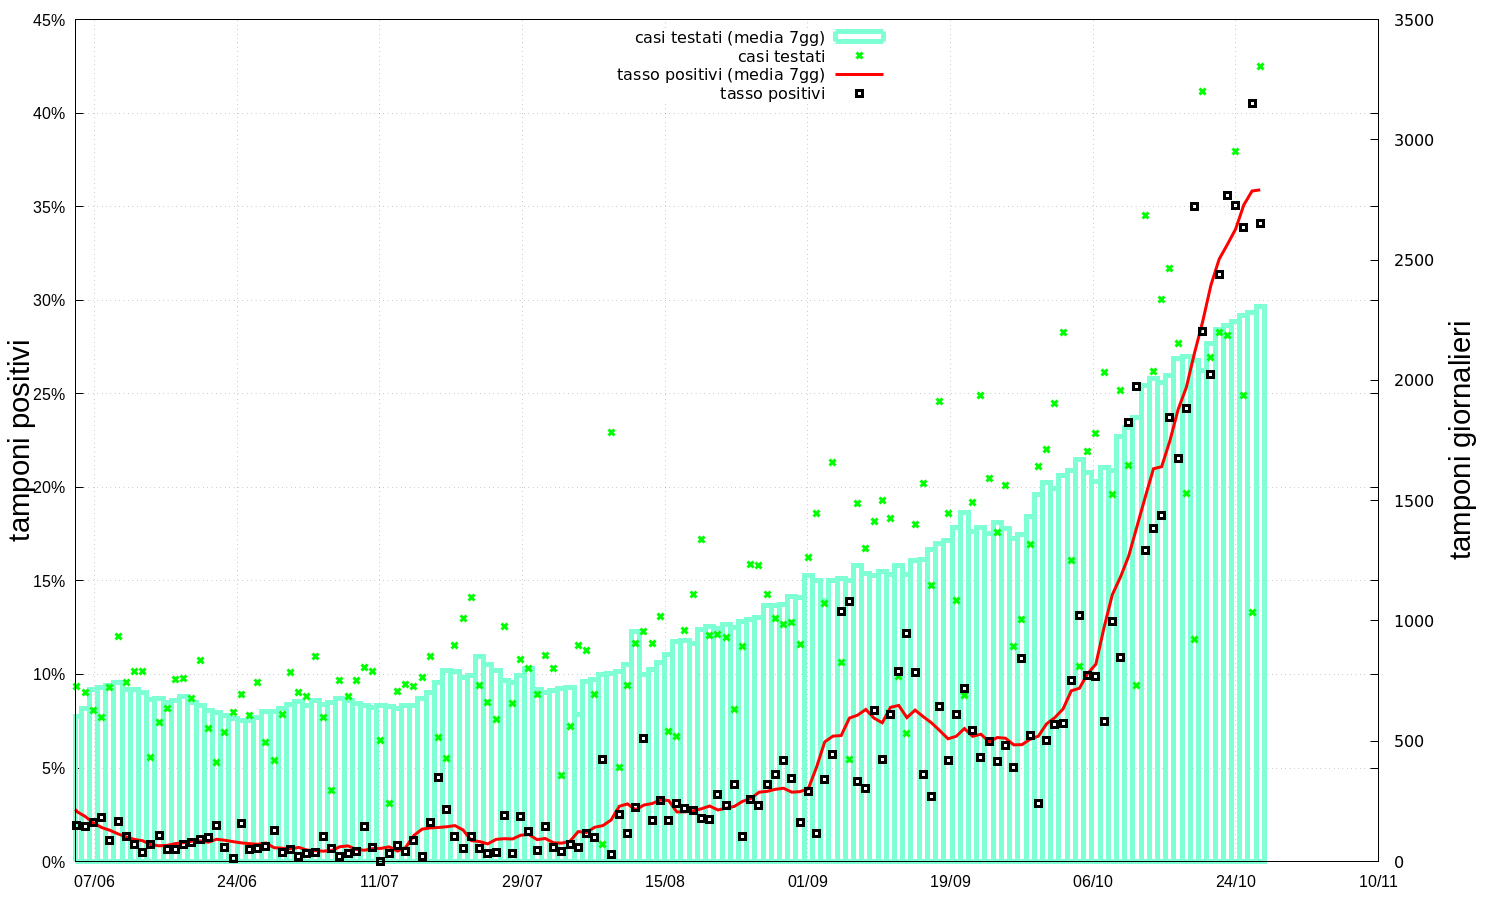 casi testati (media 7gg)
casi testati
tasso positivi (media 7gg)
tasso positivi
45%
40%
35%
30%
25%
20%
15%
10%
5%
0%
tamponi positivi
3500
3000
2500
2000
1500
1000
500
0
tamponi giornalieri
07/06 24/06 11/07 29/07 15/08 01/09 19/09 06/10 24/10 10/11